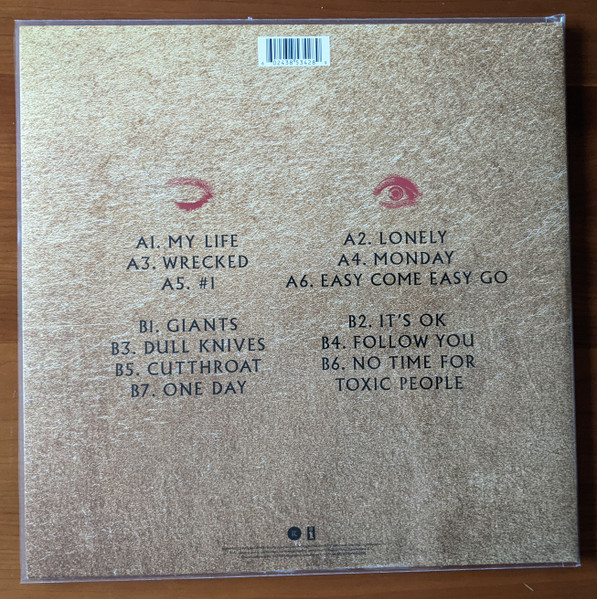 A1. MY LIFE
A3. WRECKED
A5. #1
A2. LONELY
A4. MONDAY
A6. EASY COME EASY GO
B1. GIANTS
B3. DULL KNIVES
B5. CUTTHROAT
B7. ONE DAY
B2. IT'S OK
B4. FOLLOW YOU
B6. NO TIME FOR
TOXIC PEOPLE